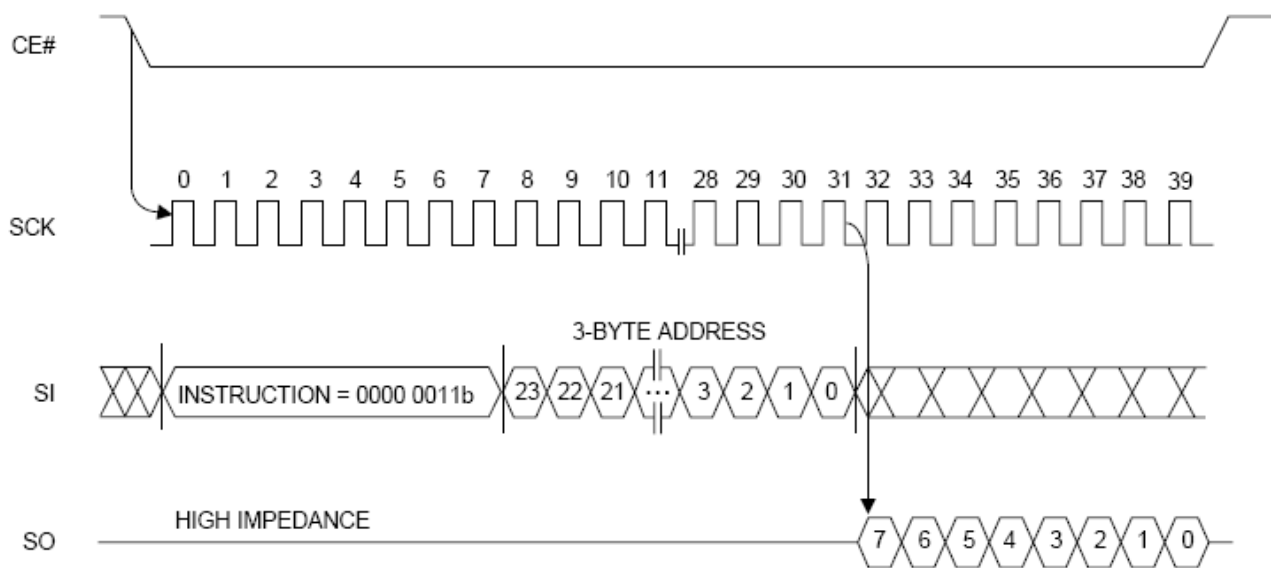 CE#
0 1 2 3 4 5 6 7 8 9 10 11 28 29 30 31 32 33 34 35 36 37 38 39
SCK
3-BYTE ADDRESS
SI INSTRUCTION = 0000 0011b 23 22 21 ... 3 2 1 0
HIGH IMPEDANCE
SO 7 6 5 4 3 2 1 0